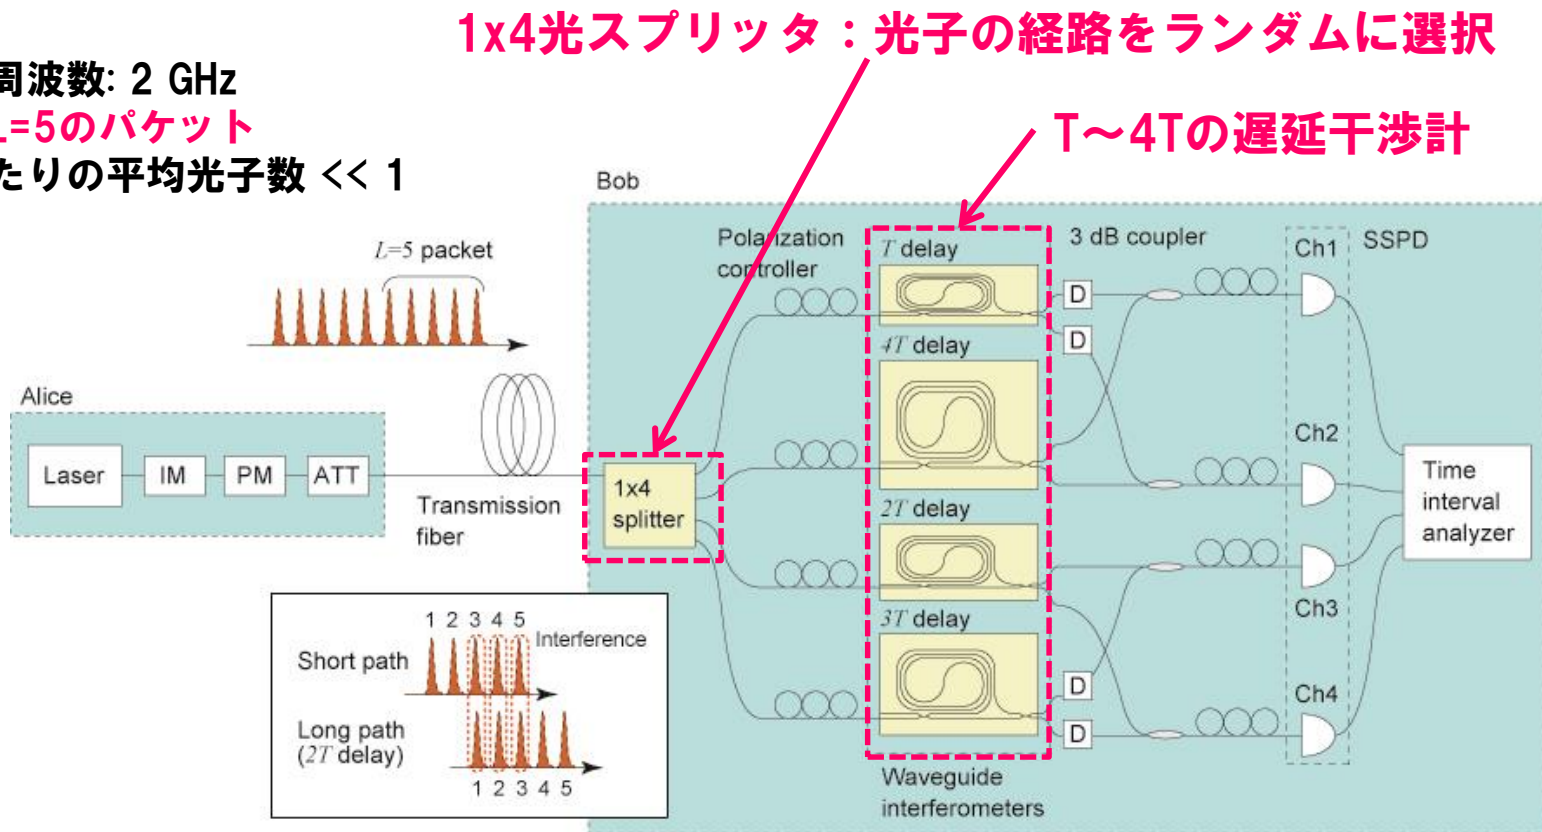 1x4光スプリッタ：光子の経路をランダムに選択
周波数: 2 GHz
L=5のパケット
たりの平均光子数 << 1
T～4Tの遅延干渉計
Bob
L=5 packet
Polarization
controller
T delay
3 dB coupler
Ch1
SSPD
D
D
4T delay
Alice
Laser
IM
PM
ATT
Transmission
fiber
1x4
splitter
Ch2
Time
interval
analyzer
2T delay
Ch3
3T delay
D
D
Ch4
Waveguide
interferometers
1 2 3 4 5
Interference
Short path
Long path
(2T delay)
1 2 3 4 5